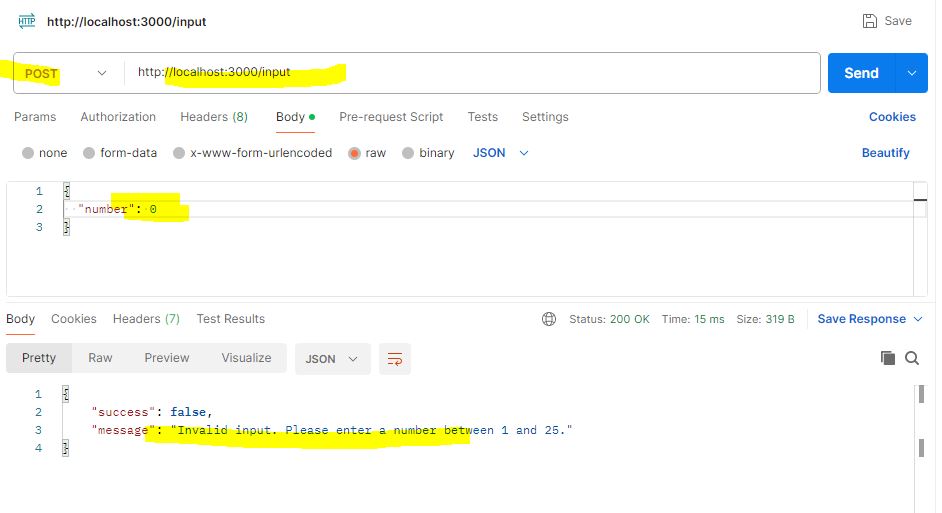 HTTP http://localhost:3000/input Save
POST http://localhost:3000/input Send
Params Authorization Headers (8) Body Pre-request Script Tests Settings Cookies
none form-data x-www-form-urlencoded raw binary JSON Beautify
1 {
2 "number": 0
3 }
Body Cookies Headers (7) Test Results Status: 200 OK Time: 15 ms Size: 319 B Save Response
Pretty Raw Preview Visualize JSON
1 {
2 "success": false,
3 "message": "Invalid input. Please enter a number between 1 and 25."
4 }